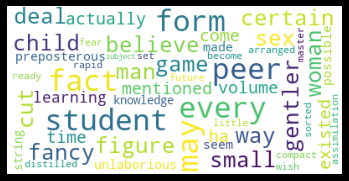 deal actually form certain
child believe come sex
preposterous fear made become possible
rapid subject set arranged master
ready fact man game peer woman
future mentioned volume
cut learning knowledge gentler
student every existed
string time figure may ha way sorted
fancy seem small compact assimilation
distilled unlaborious little wish